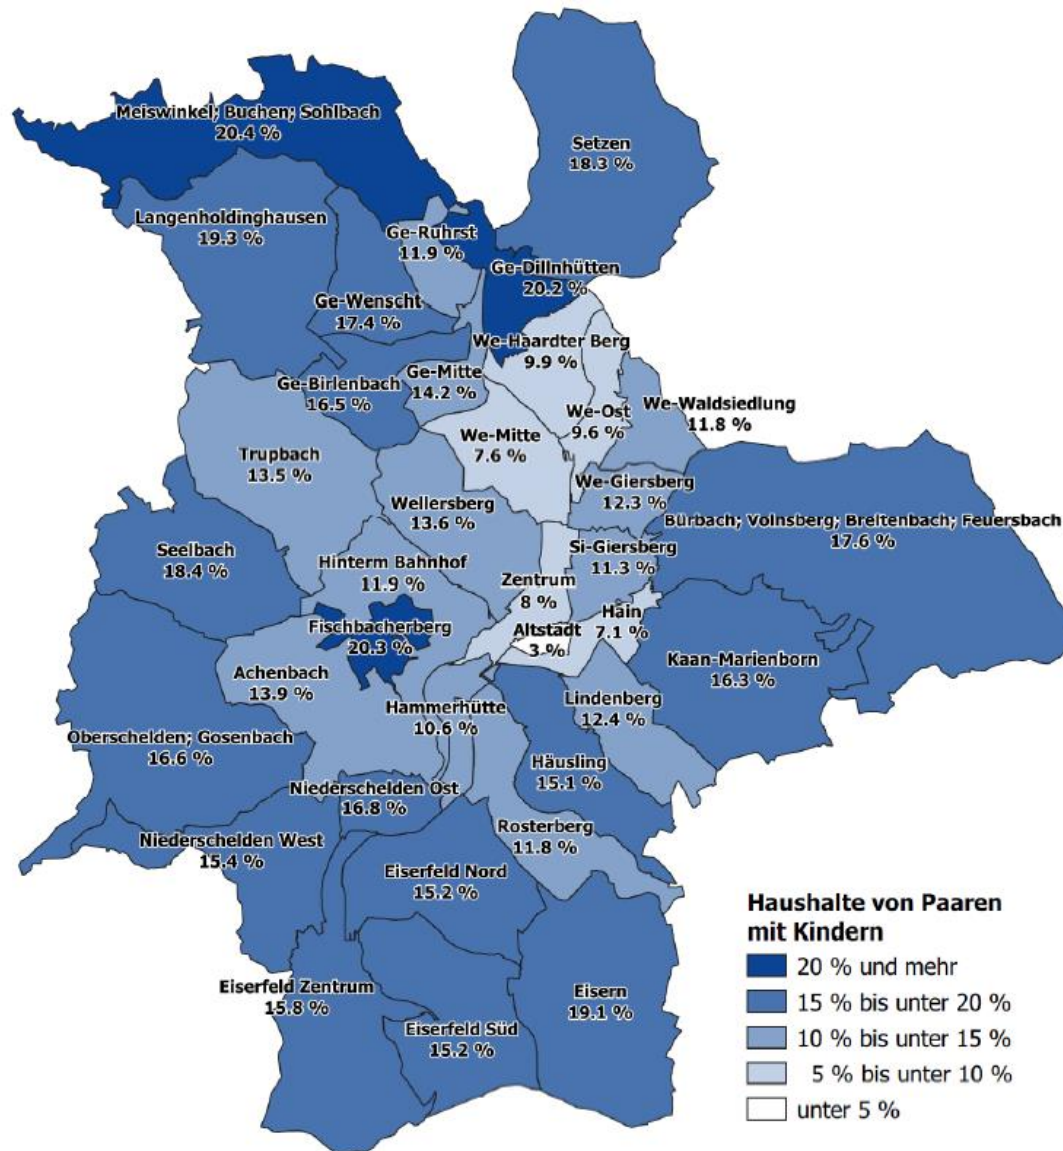 Meiswinkel; Buchen; Sohlbach
20.4 %
Setzen
18.3 %
Langenholdinghausen
19.3 %
Ge-Ruhrst
11.9 %
Ge-Dillnhütten
20.2 %
Ge-Wenscht
17.4 %
We-Haardter Berg
9.9 %
Ge-Mitte
14.2 %
Ge-Birlenbach
16.5 %
We-Waldsiedlung
11.8 %
We-Ost
9.6 %
We-Mitte
7.6 %
Trupbach
13.5 %
We-Giersberg
12.3 %
Wellersberg
13.6 %
Bürbach; Volnsberg; Breitenbach; Feuersbach
17.6 %
Seelbach
18.4 %
Si-Giersberg
11.3 %
Hinterm Bahnhof
11.9 %
Zentrum
8 %
Hain
7.1 %
Fischbacherberg
20.3 %
Altstadt
3 %
Kaan-Marienborn
16.3 %
Achenbach
13.9 %
Lindenberg
12.4 %
Hammerhütte
10.6 %
Oberschelden; Gosenbach
16.6 %
Häusling
15.1 %
Niederschelden Ost
16.8 %
Rosterberg
11.8 %
Niederschelden West
15.4 %
Eiserfeld Nord
15.2 %
Eiserfeld Zentrum
15.8 %
Eisern
19.1 %
Eiserfeld Süd
15.2 %
Haushalte von Paaren
mit Kindern
20 % und mehr
15 % bis unter 20 %
10 % bis unter 15 %
5 % bis unter 10 %
unter 5 %